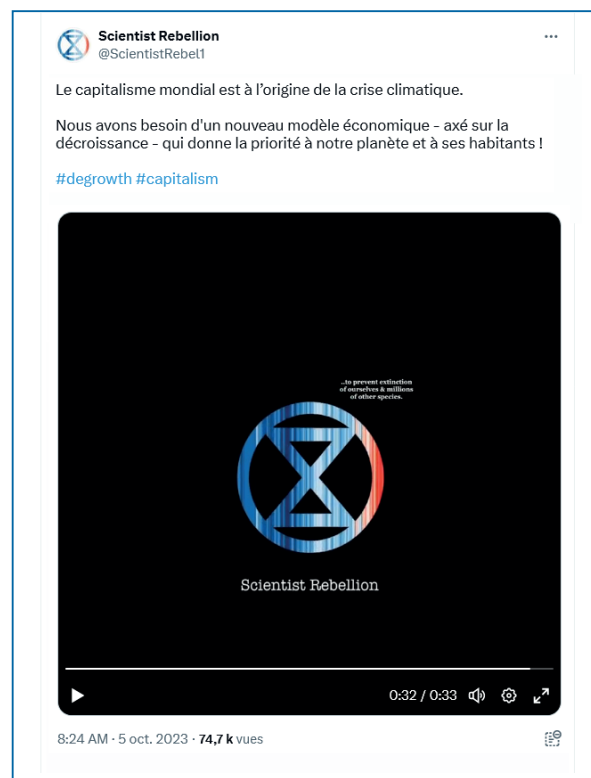 Scientist Rebellion
@ScientistRebel1
Le capitalisme mondial est à l’origine de la crise climatique.
Nous avons besoin d'un nouveau modèle économique - axé sur la
décroissance - qui donne la priorité à notre planète et à ses habitants !
#degrowth #capitalism
...to prevent extinction
of ourselves & millions
of other species.
Scientist Rebellion
0:32 / 0:33
8:24 AM · 5 oct. 2023 · 74,7 k vues